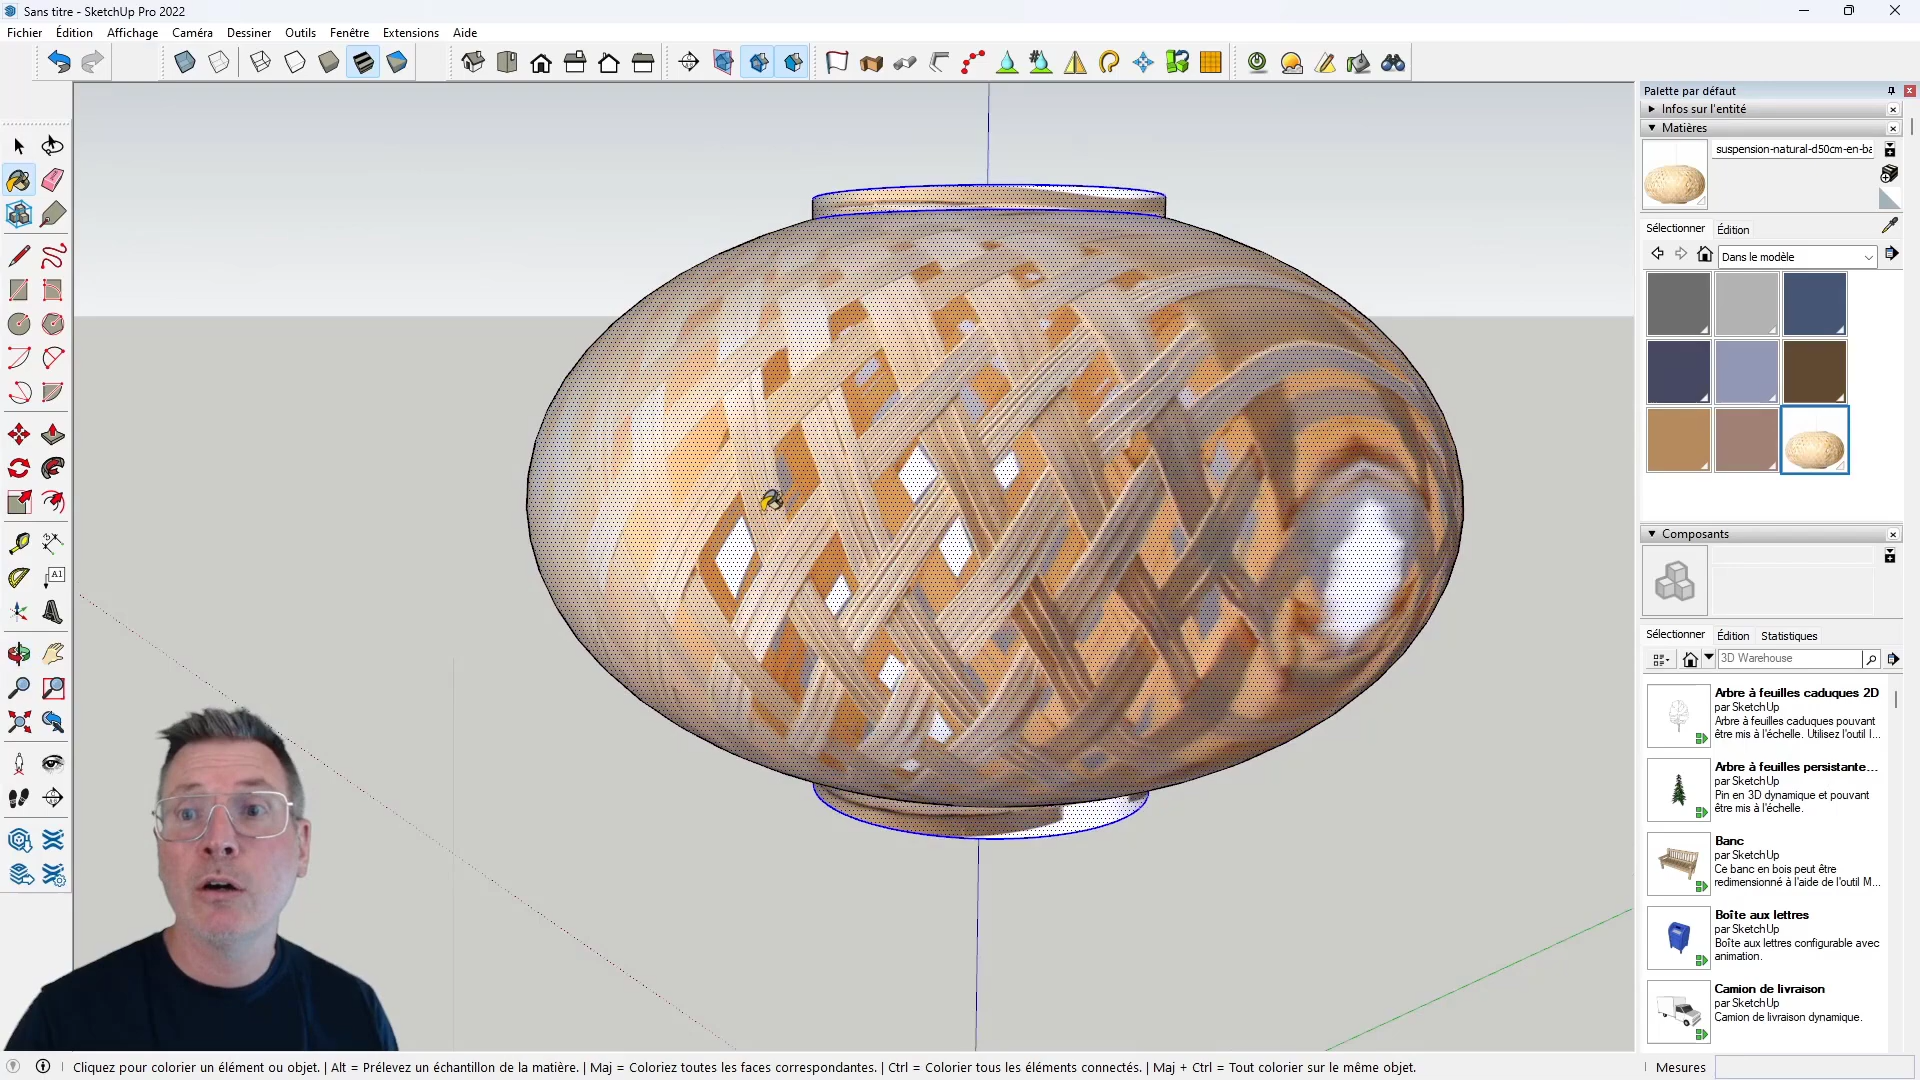 Sans titre - SketchUp Pro 2022
Fichier Édition Affichage Caméra Dessiner Outils Fenêtre Extensions Aide
Palette par défaut
Infos sur l'entité
Matières
suspension-natural-d50cm-en-ba
Sélectionner Édition
Dans le modèle
Composants
Sélectionner Édition Statistiques
3D Warehouse
Arbre à feuilles caduques 2D
par SketchUp
Arbre à feuilles caduques pouvant
être mis à l'échelle. Utilisez l'outil I...
Arbre à feuilles persistante...
par SketchUp
Pin en 3D dynamique et pouvant
être mis à l'échelle.
Banc
par SketchUp
Ce banc en bois peut être
redimensionné à l'aide de l'outil M...
Boîte aux lettres
par SketchUp
Boîte aux lettres configurable avec
animation.
Camion de livraison
par SketchUp
Camion de livraison dynamique.
A1
Cliquez pour colorier un élément ou objet. | Alt = Prélevez un échantillon de la matière. | Maj = Coloriez toutes les faces correspondantes. | Ctrl = Colorier tous les éléments connectés. | Maj + Ctrl = Tout colorier sur le même objet.
Mesures